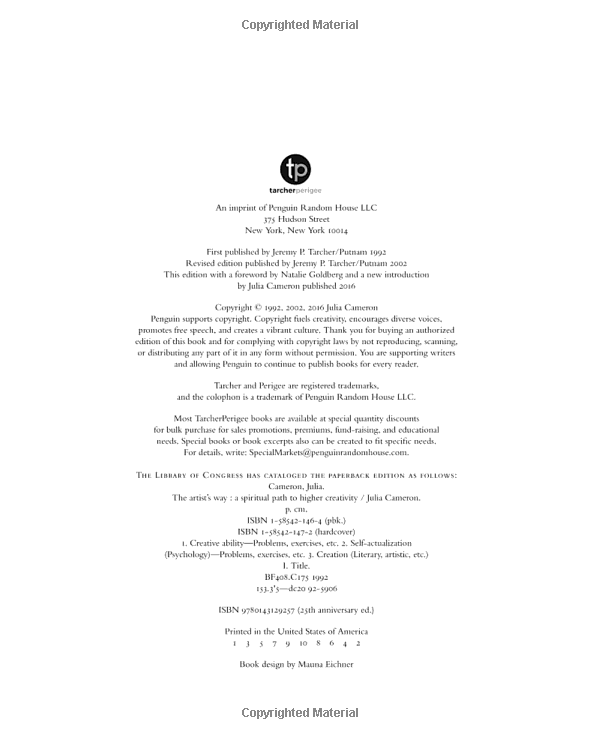 Copyrighted Material
tp
tarcherperigee
An imprint of Penguin Random House LLC
375 Hudson Street
New York, New York 10014
First published by Jeremy P. Tarcher/Putnam 1992
Revised edition published by Jeremy P. Tarcher/Putnam 2002
This edition with a foreword by Natalie Goldberg and a new introduction
by Julia Cameron published 2016
Copyright © 1992, 2002, 2016 Julia Cameron
Penguin supports copyright. Copyright fuels creativity, encourages diverse voices,
promotes free speech, and creates a vibrant culture. Thank you for buying an authorized
edition of this book and for complying with copyright laws by not reproducing, scanning,
or distributing any part of it in any form without permission. You are supporting writers
and allowing Penguin to continue to publish books for every reader.
Tarcher and Perigee are registered trademarks,
and the colophon is a trademark of Penguin Random House LLC.
Most TarcherPerigee books are available at special quantity discounts
for bulk purchase for sales promotions, premiums, fund-raising, and educational
needs. Special books or book excerpts also can be created to fit specific needs.
For details, write: SpecialMarkets@penguinrandomhouse.com.
The Library of Congress has cataloged the paperback edition as follows:
Cameron, Julia.
The artist's way : a spiritual path to higher creativity / Julia Cameron.
p. cm.
ISBN 1-58542-146-4 (pbk.)
ISBN 1-58542-147-2 (hardcover)
1. Creative ability—Problems, exercises, etc. 2. Self-actualization
(Psychology)—Problems, exercises, etc. 3. Creation (Literary, artistic, etc.)
I. Title.
BF408.C175 1992
153.3'5—dc20 92-5906
ISBN 9780143129257 (25th anniversary ed.)
Printed in the United States of America
1 3 5 7 9 10 8 6 4 2
Book design by Mauna Eichner
Copyrighted Material